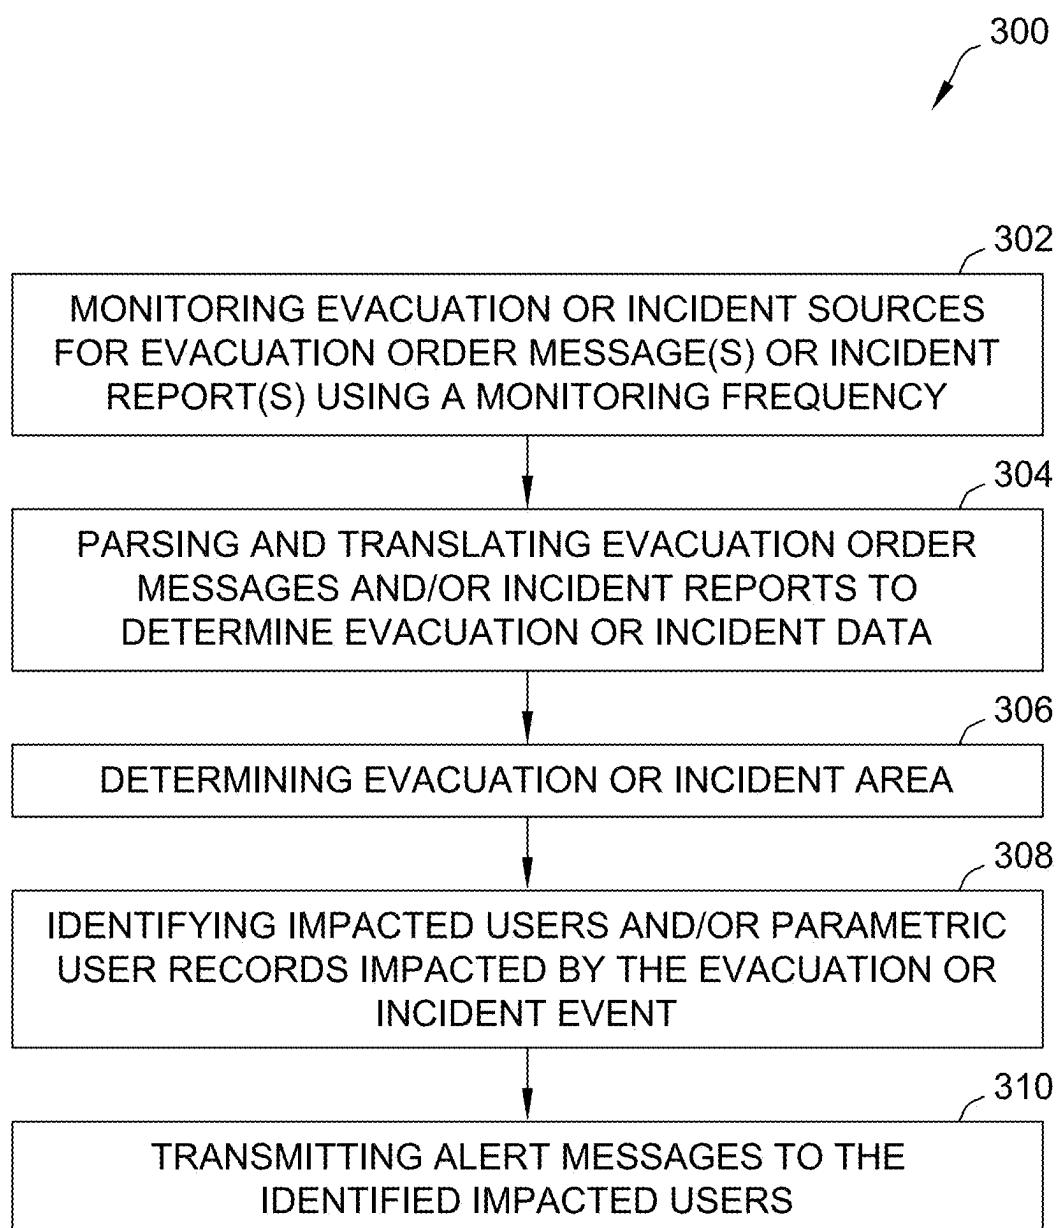 300
302
MONITORING EVACUATION OR INCIDENT SOURCES
FOR EVACUATION ORDER MESSAGE(S) OR INCIDENT
REPORT(S) USING A MONITORING FREQUENCY
304
PARSING AND TRANSLATING EVACUATION ORDER
MESSAGES AND/OR INCIDENT REPORTS TO
DETERMINE EVACUATION OR INCIDENT DATA
306
DETERMINING EVACUATION OR INCIDENT AREA
308
IDENTIFYING IMPACTED USERS AND/OR PARAMETRIC
USER RECORDS IMPACTED BY THE EVACUATION OR
INCIDENT EVENT
310
TRANSMITTING ALERT MESSAGES TO THE
IDENTIFIED IMPACTED USERS